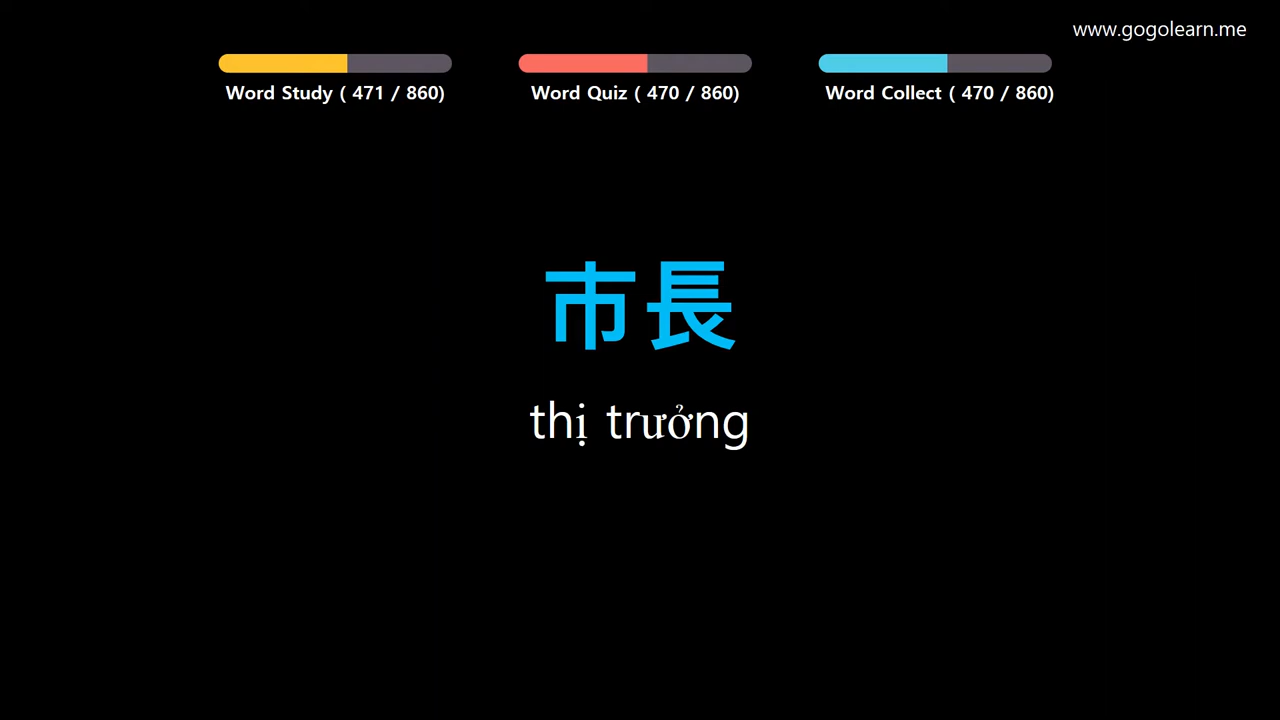 www.gogolearn.me
Word Study ( 471 / 860)
Word Quiz ( 470 / 860)
Word Collect ( 470 / 860)
市長
thị trưởng